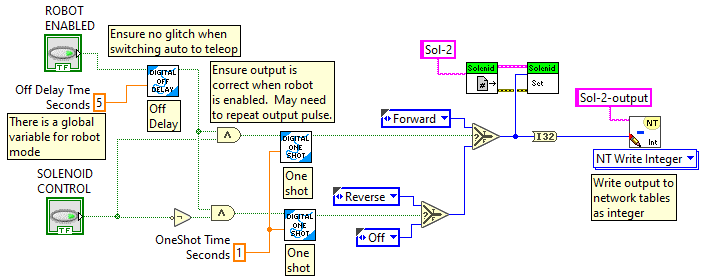 ROBOT
ENABLED
TF
Ensure no glitch when
switching auto to teleop
Off Delay Tme
Seconds
5
DIGITAL
OFF
DELAY
Off
Delay
There is a global
variable for robot
mode
Ensure output is
correct when robot
is enabled. May need
to repeat output pulse.
SOLENOID
CONTROL
TF
DIGITAL
ONE
SHOT
One
shot
OneShot Time
Seconds
1
DIGITAL
ONE
SHOT
One
shot
Forward
Reverse
Off
Sol-2
Solenid
#
Solenid
Set
I32
Sol-2-output
NT
Int
NT Write Integer
Write output to
network tables
as integer